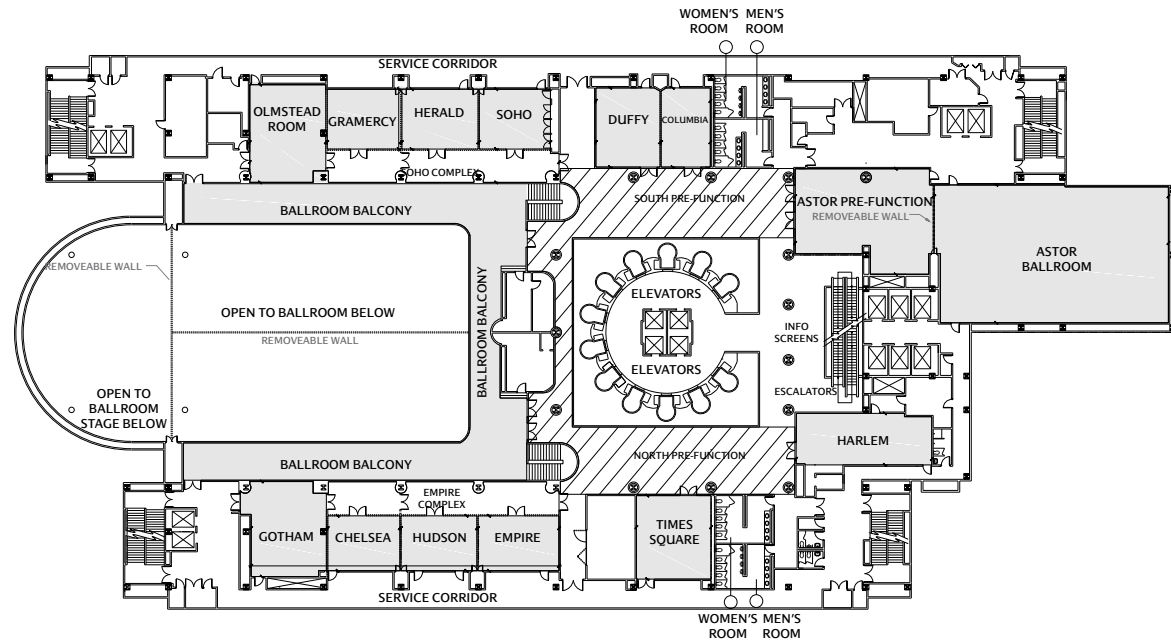 WOMEN'S
ROOM
MEN'S
ROOM
SERVICE CORRIDOR
OLMSTEAD
ROOM
GRAMERCY
HERALD
SOHO
DUFFY
COLUMBIA
SOHO COMPLEX
BALLROOM BALCONY
SOUTH PRE-FUNCTION
ASTOR PRE-FUNCTION
REMOVEABLE WALL
ASTOR
BALLROOM
REMOVEABLE WALL
OPEN TO BALLROOM BELOW
REMOVEABLE WALL
BALLROOM BALCONY
ELEVATORS
ELEVATORS
INFO
SCREENS
ESCALATORS
OPEN TO
BALLROOM
STAGE BELOW
HARLEM
BALLROOM BALCONY
NORTH PRE-FUNCTION
EMPIRE
COMPLEX
GOTHAM
CHELSEA
HUDSON
EMPIRE
TIMES
SQUARE
SERVICE CORRIDOR
WOMEN'S
ROOM
MEN'S
ROOM